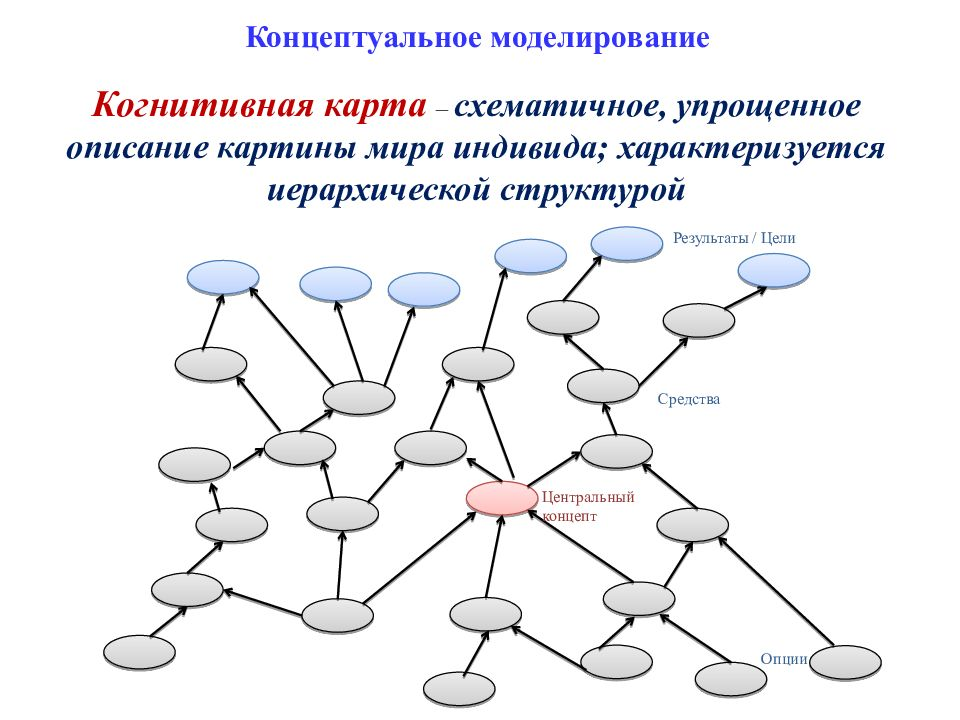 Концептуальное моделирование
Когнитивная карта – схематичное, упрощенное
описание картины мира индивида; характеризуется
иерархической структурой
Результаты / Цели
Средства
Центральный
концепт
Опции